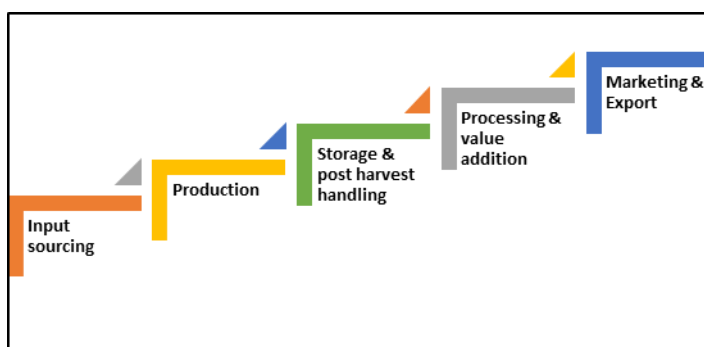 Input
sourcing
Production
Storage &
post harvest
handling
Processing &
value
addition
Marketing &
Export